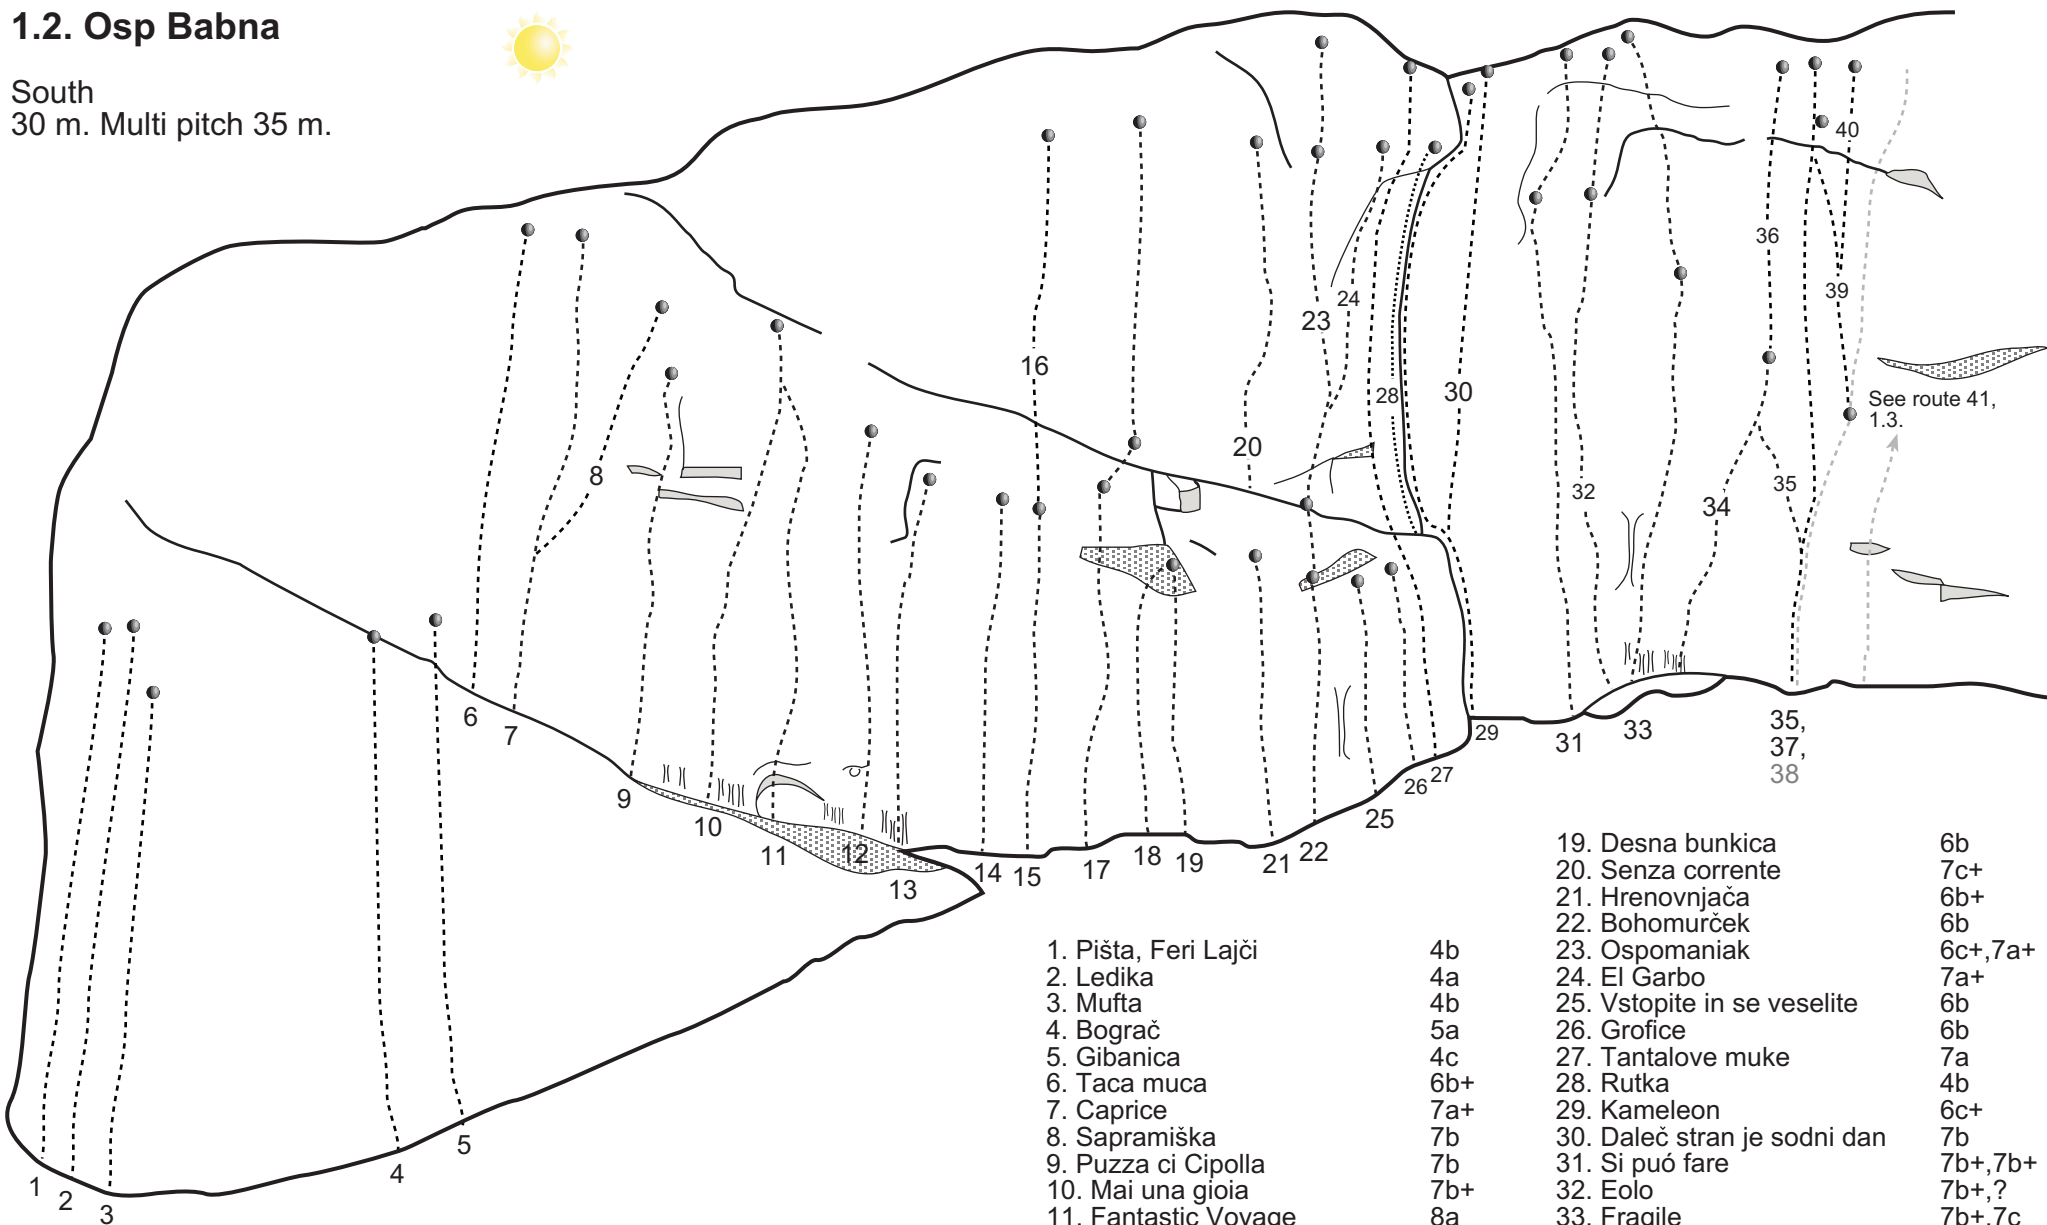 1.2. Osp Babna
South
30 m. Multi pitch 35 m.
40
36
24
39
23
16
28
30
See route 41,
1.3.
20
8
32
35
34
6
7
29
31
33
35,
37,
38
9
10
11
12
13
14
15
17
18
19
21
22
25
26
27
1
2
3
4
5
1. Pišta, Feri Lajči 4b
2. Ledika 4a
3. Mufta 4b
4. Bograč 5a
5. Gibanica 4c
6. Taca muca 6b+
7. Caprice 7a+
8. Sapramiška 7b
9. Puzza ci Cipolla 7b
10. Mai una gioia 7b+
11. Fantastic Voyage 8a
19. Desna bunkica 6b
20. Senza corrente 7c+
21. Hrenovnjača 6b+
22. Bohomurček 6b
23. Ospomaniak 6c+,7a+
24. El Garbo 7a+
25. Vstopite in se veselite 6b
26. Grofice 6b
27. Tantalove muke 7a
28. Rutka 4b
29. Kameleon 6c+
30. Daleč stran je sodni dan 7b
31. Si puó fare 7b+,7b+
32. Eolo 7b+,?
33. Fragile 7b+,7c